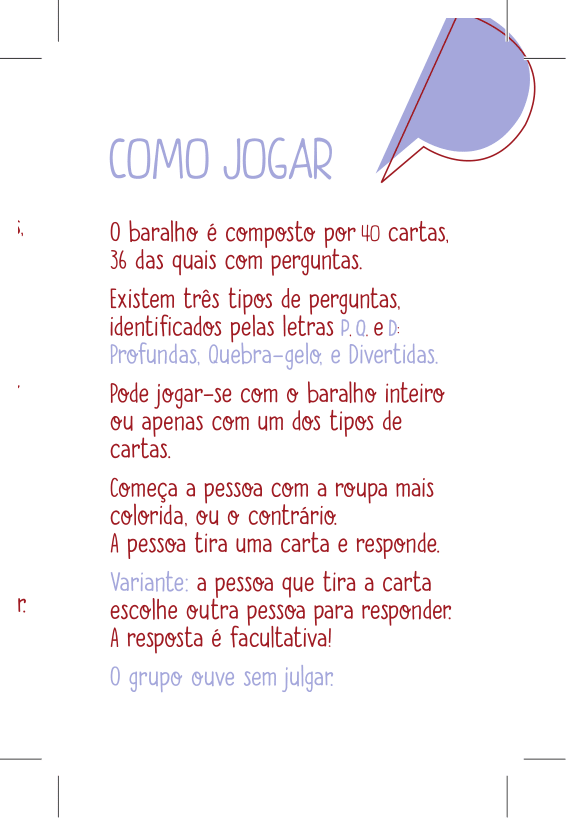 COMO JOGAR
s,
O baralho é composto por 40 cartas,
36 das quais com perguntas.
Existem três tipos de perguntas,
identificados pelas letras P, Q, e D:
Profundas, Quebra-gelo, e Divertidas.
Pode jogar-se com o baralho inteiro
ou apenas com um dos tipos de
cartas.
Começa a pessoa com a roupa mais
colorida, ou o contrário.
A pessoa tira uma carta e responde.
Variante: a pessoa que tira a carta
r.
escolhe outra pessoa para responder.
A resposta é facultativa!
O grupo ouve sem julgar.